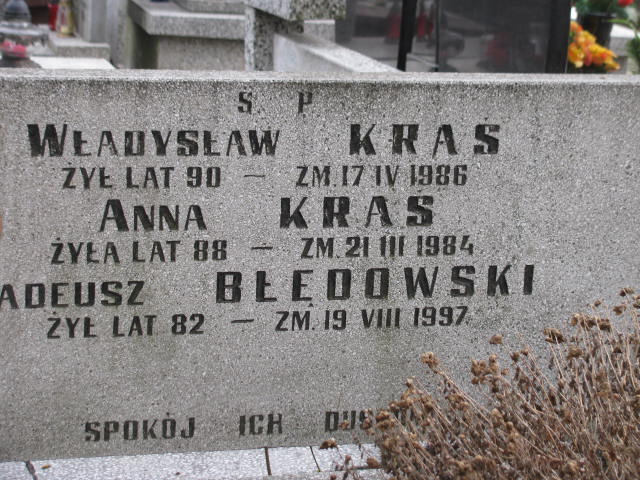 S P
WŁADYSŁAW KRAS
ŻYŁ LAT 90 — ZM. 17 IV 1986
ANNA KRAS
ŻYŁA LAT 88 — ZM. 21 III 1984
ADEUSZ BŁĘDOWSKI
ŻYŁ LAT 82 — ZM. 19 VIII 1997
SPOKÓJ ICH